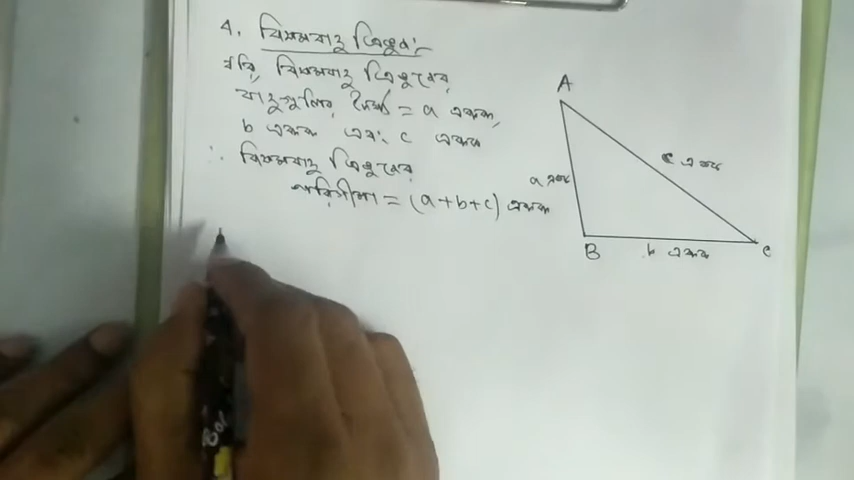 4. বিষমবাহু ত্রিভুজ:
ধরি, বিষমবাহু ত্রিভুজের
বাহুগুলির দৈর্ঘ্য = a একক,
b একক এবং c একক
∴ বিষমবাহু ত্রিভুজের
পরিসীমা = (a+b+c) একক
A
c একক
a একক
B
b একক
C